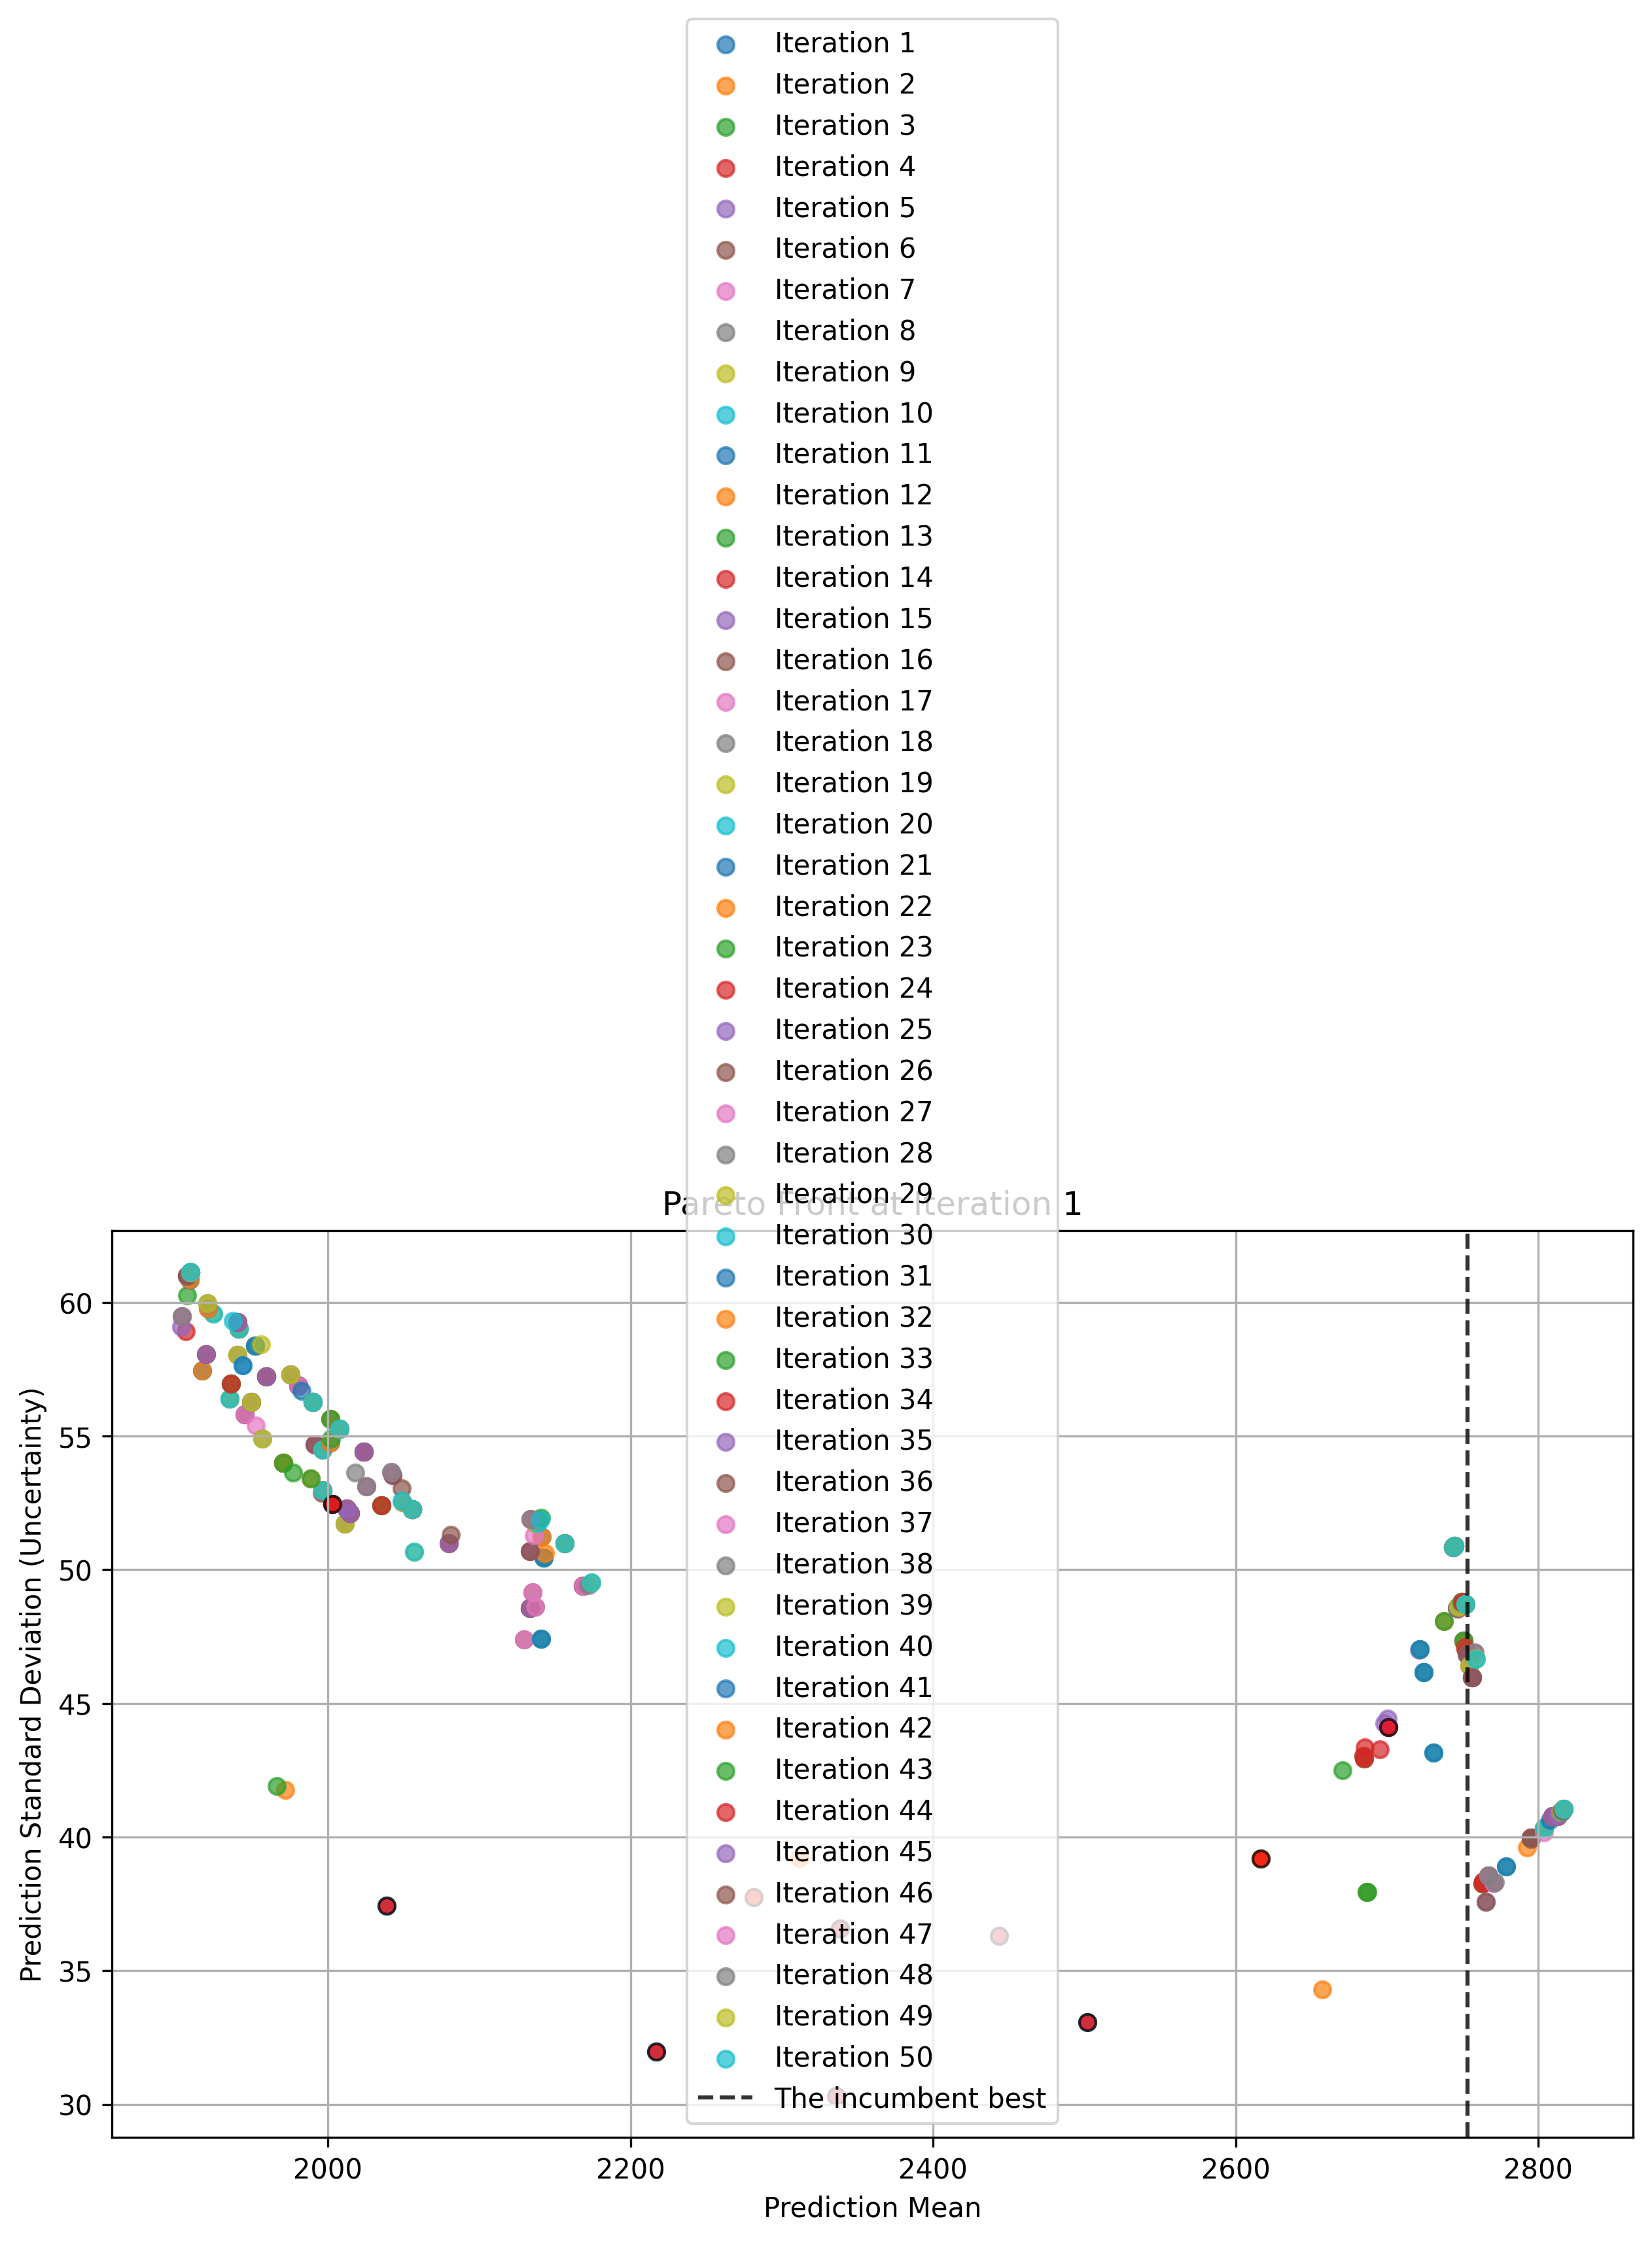 Iteration 1
Iteration 2
Iteration 3
Iteration 4
Iteration 5
Iteration 6
Iteration 7
Iteration 8
Iteration 9
Iteration 10
Iteration 11
Iteration 12
Iteration 13
Iteration 14
Iteration 15
Iteration 16
Iteration 17
Iteration 18
Iteration 19
Iteration 20
Iteration 21
Iteration 22
Iteration 23
Iteration 24
Iteration 25
Iteration 26
Iteration 27
Iteration 28
Iteration 29
Iteration 30
Iteration 31
Iteration 32
Iteration 33
Iteration 34
Iteration 35
Iteration 36
Iteration 37
Iteration 38
Iteration 39
Iteration 40
Iteration 41
Iteration 42
Iteration 43
Iteration 44
Iteration 45
Iteration 46
Iteration 47
Iteration 48
Iteration 49
Iteration 50
The incumbent best
Pareto Front at Iteration 1
Prediction Standard Deviation (Uncertainty)
60
55
50
45
40
35
30
2000
2200
2400
2600
2800
Prediction Mean